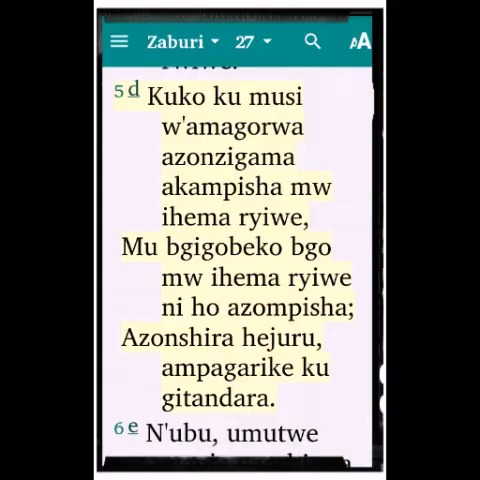 Zaburi 27 AA
5 d Kuko ku musi
w'amagorwa
azonzigama
akampisha mw
ihema ryiwe,
Mu bgigobeko bgo
mw ihema ryiwe
ni ho azompisha;
Azonshira hejuru,
ampagarike ku
gitandara.
6 e N'ubu, umutwe